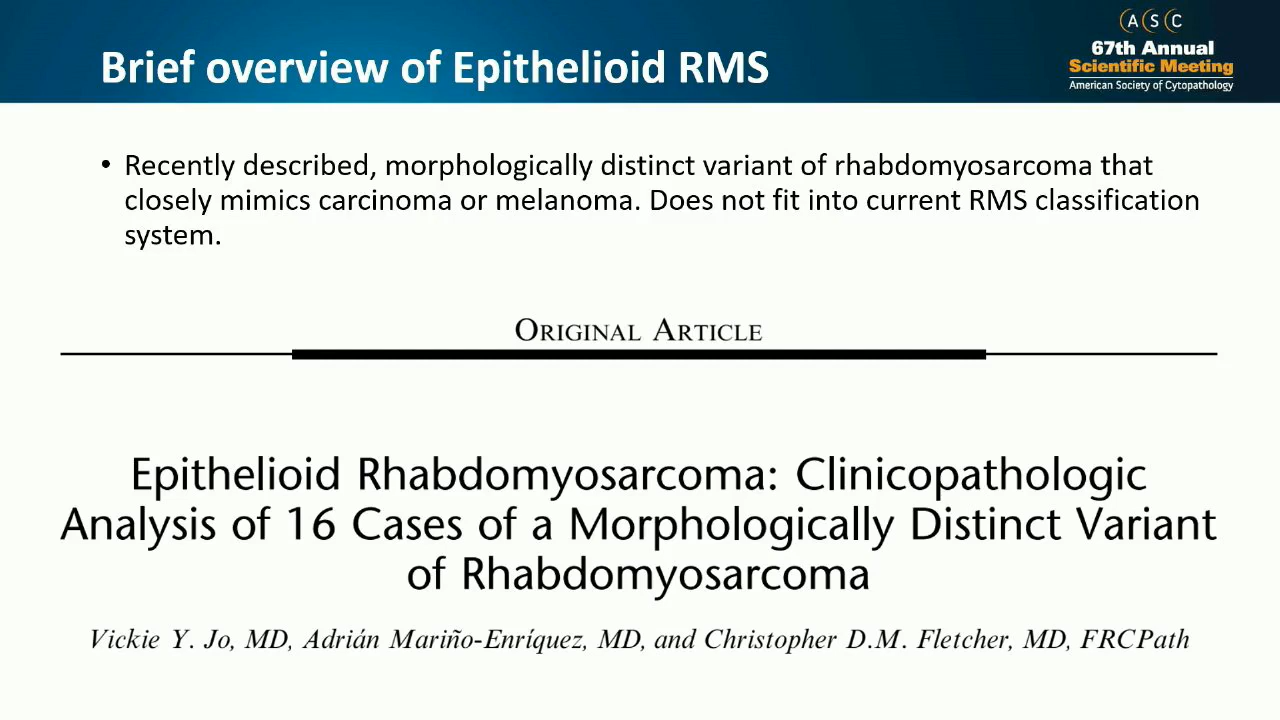 Brief overview of Epithelioid RMS
ASC
67th Annual
Scientific Meeting
American Society of Cytopathology
• Recently described, morphologically distinct variant of rhabdomyosarcoma that
closely mimics carcinoma or melanoma. Does not fit into current RMS classification
system.
ORIGINAL ARTICLE
Epithelioid Rhabdomyosarcoma: Clinicopathologic
Analysis of 16 Cases of a Morphologically Distinct Variant
of Rhabdomyosarcoma
Vickie Y. Jo, MD, Adrián Mariño-Enríquez, MD, and Christopher D.M. Fletcher, MD, FRCPath